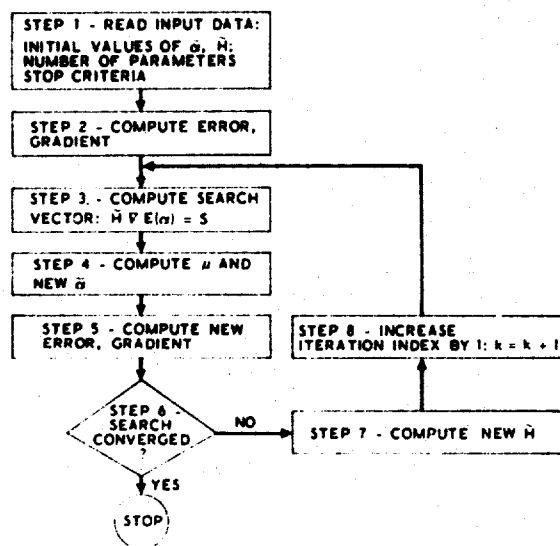 STEP 1 - READ INPUT DATA:
INITIAL VALUES OF α̃, H̃;
NUMBER OF PARAMETERS
STOP CRITERIA
STEP 2 - COMPUTE ERROR,
GRADIENT
STEP 3. - COMPUTE SEARCH
VECTOR: H̃ ∇ E(α) = S
STEP 4 - COMPUTE μ AND
NEW α̃
STEP 5 - COMPUTE NEW
ERROR, GRADIENT
STEP 6 -
SEARCH
CONVERGED
?
NO
STEP 7 - COMPUTE NEW H̃
STEP 8 - INCREASE
ITERATION INDEX BY 1: k = k + 1
YES
STOP